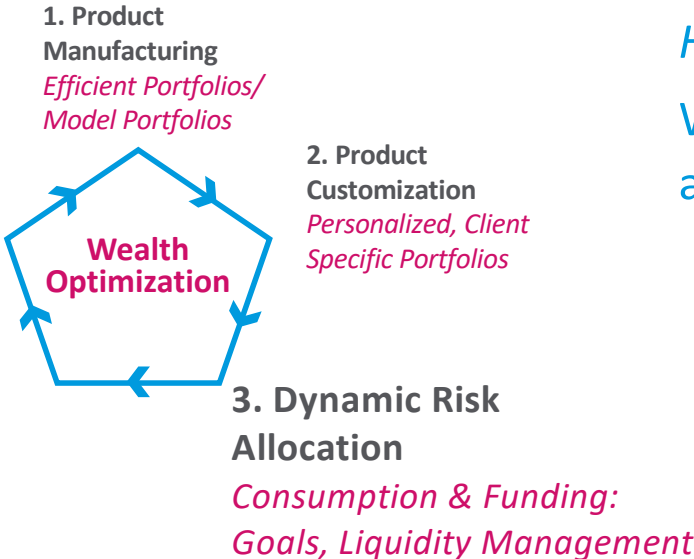 1. Product
Manufacturing
Efficient Portfolios/
Model Portfolios
2. Product
Customization
Personalized, Client
Specific Portfolios
Wealth
Optimization
3. Dynamic Risk
Allocation
Consumption & Funding:
Goals, Liquidity Management